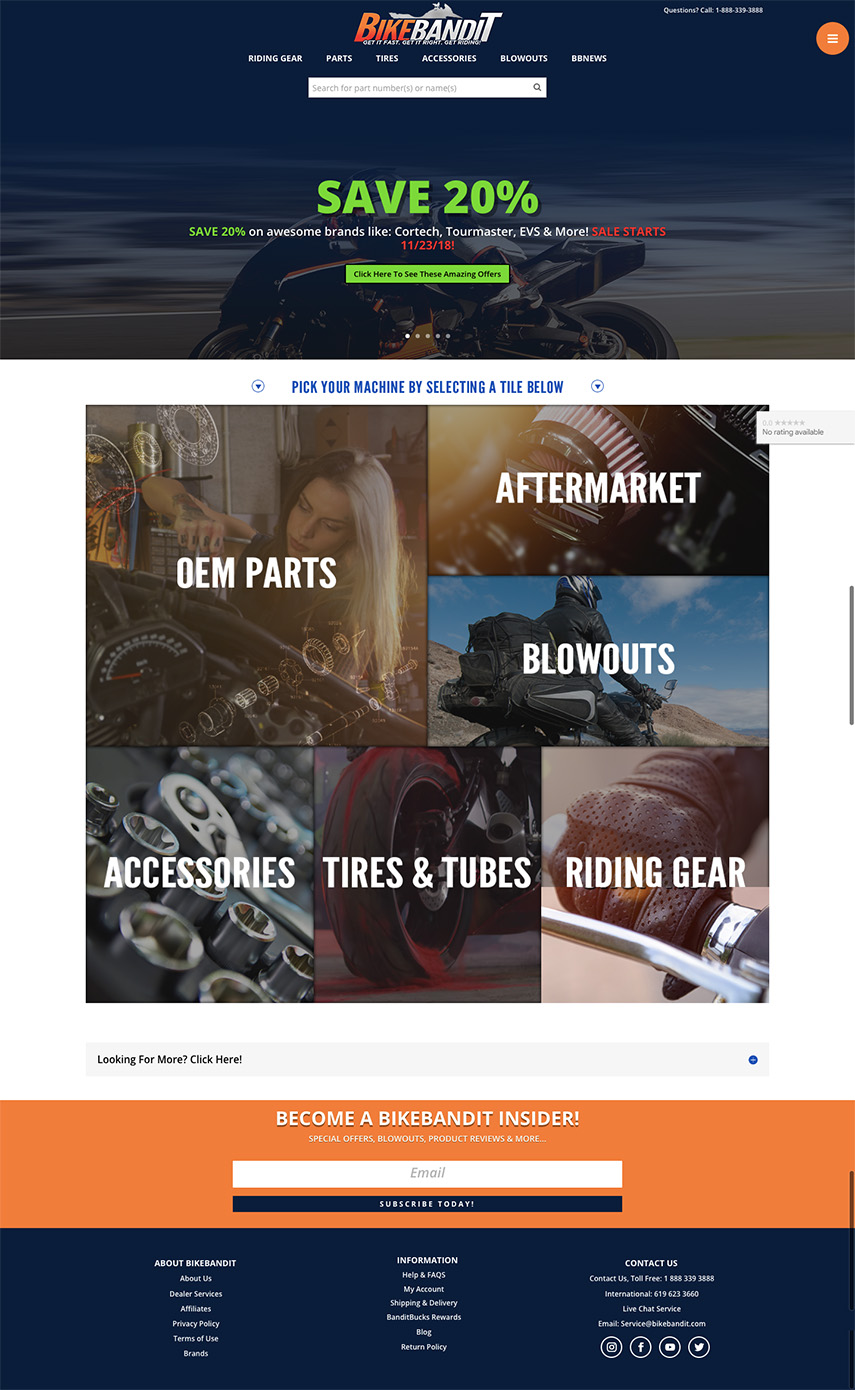 Questions? Call: 1-888-339-3888
BIKEBANDIT
GET IT FAST. GET IT RIGHT. GET RIDING!
RIDING GEAR PARTS TIRES ACCESSORIES BLOWOUTS BBNEWS
Search for part number(s) or name(s)
SAVE 20%
SAVE 20% on awesome brands like: Cortech, Tourmaster, EVS & More! SALE STARTS
11/23/18!
Click Here To See These Amazing Offers
PICK YOUR MACHINE BY SELECTING A TILE BELOW
0.0
No rating available
AFTERMARKET
OEM PARTS
BLOWOUTS
ACCESSORIES
TIRES & TUBES
RIDING GEAR
Looking For More? Click Here!
BECOME A BIKEBANDIT INSIDER!
SPECIAL OFFERS, BLOWOUTS, PRODUCT REVIEWS & MORE...
Email
SUBSCRIBE TODAY!
ABOUT BIKEBANDIT
About Us
Dealer Services
Affiliates
Privacy Policy
Terms of Use
Brands
INFORMATION
Help & FAQS
My Account
Shipping & Delivery
BanditBucks Rewards
Blog
Return Policy
CONTACT US
Contact Us, Toll Free: 1 888 339 3888
International: 619 623 3660
Live Chat Service
Email: Service@bikebandit.com